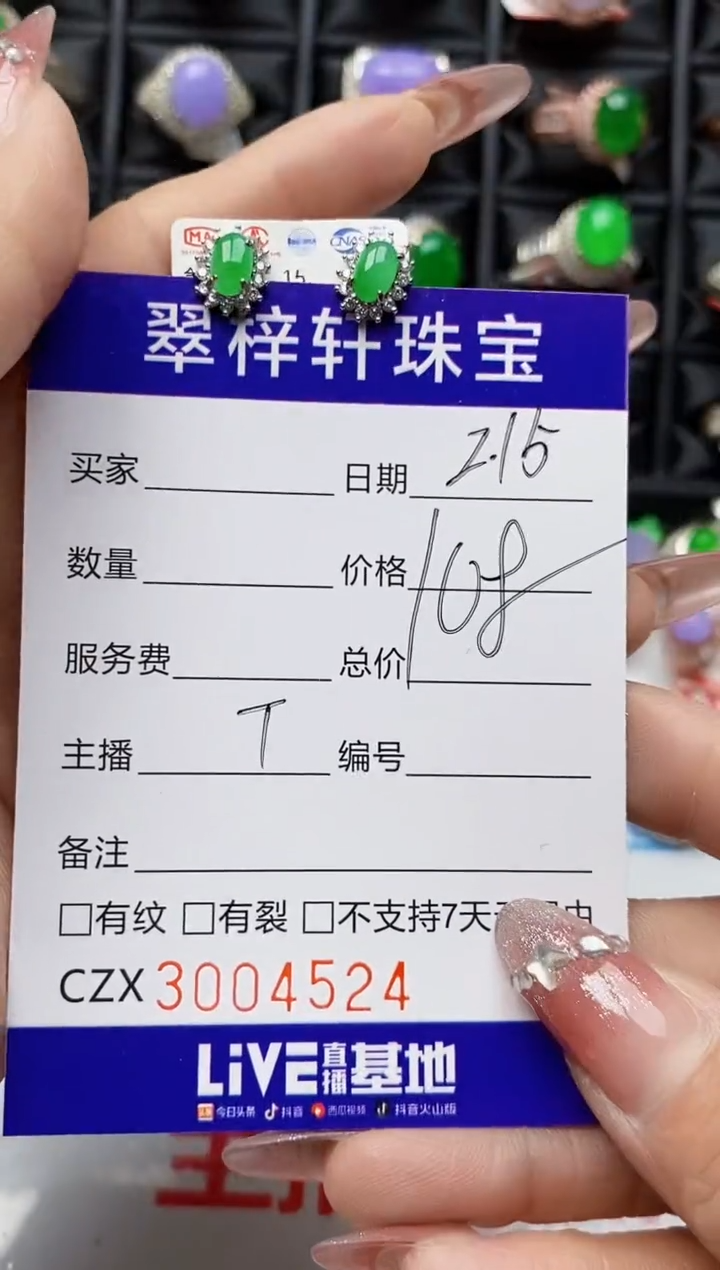 MA
CNAS
15
翠梓轩珠宝
买家 日期 2.15
数量 价格 108
服务费 总价
主播 T 编号
备注
□有纹 □有裂 □不支持7天
CZX 3004524
LiVE直播基地
今日头条 抖音 西瓜视频 抖音火山版